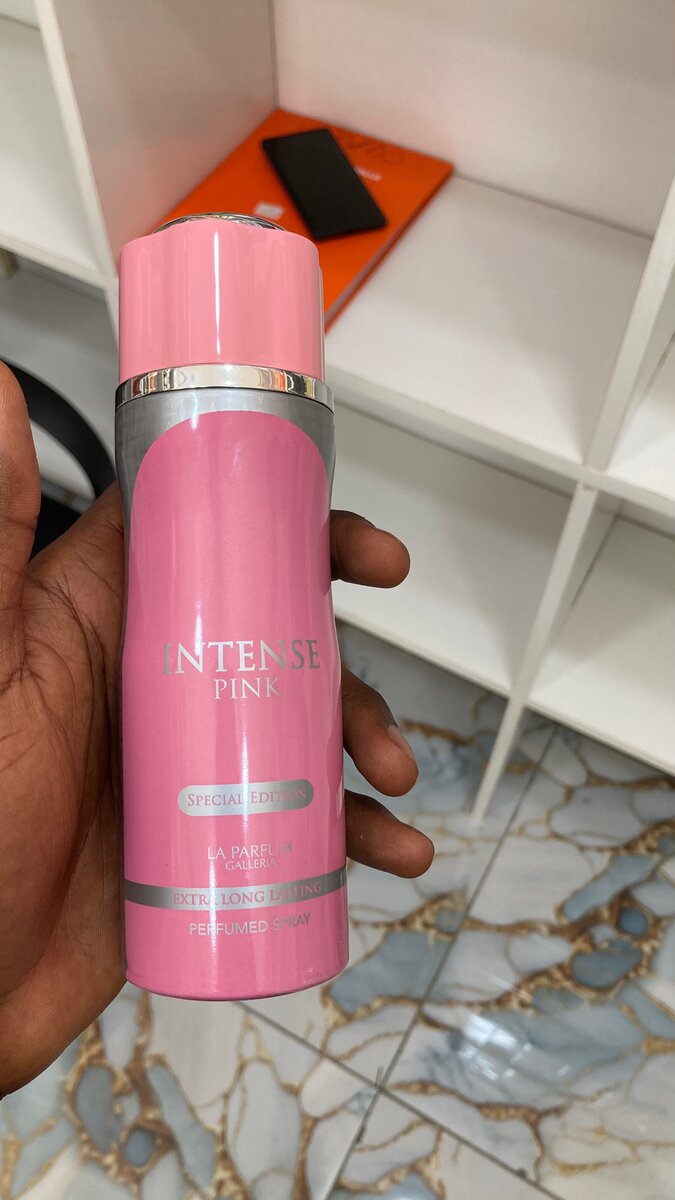 INTENSE
PINK
SPECIAL EDITION
LA PARFUM
GALLERIA
EXTRA LONG LASTING
PERFUMED SPRAY